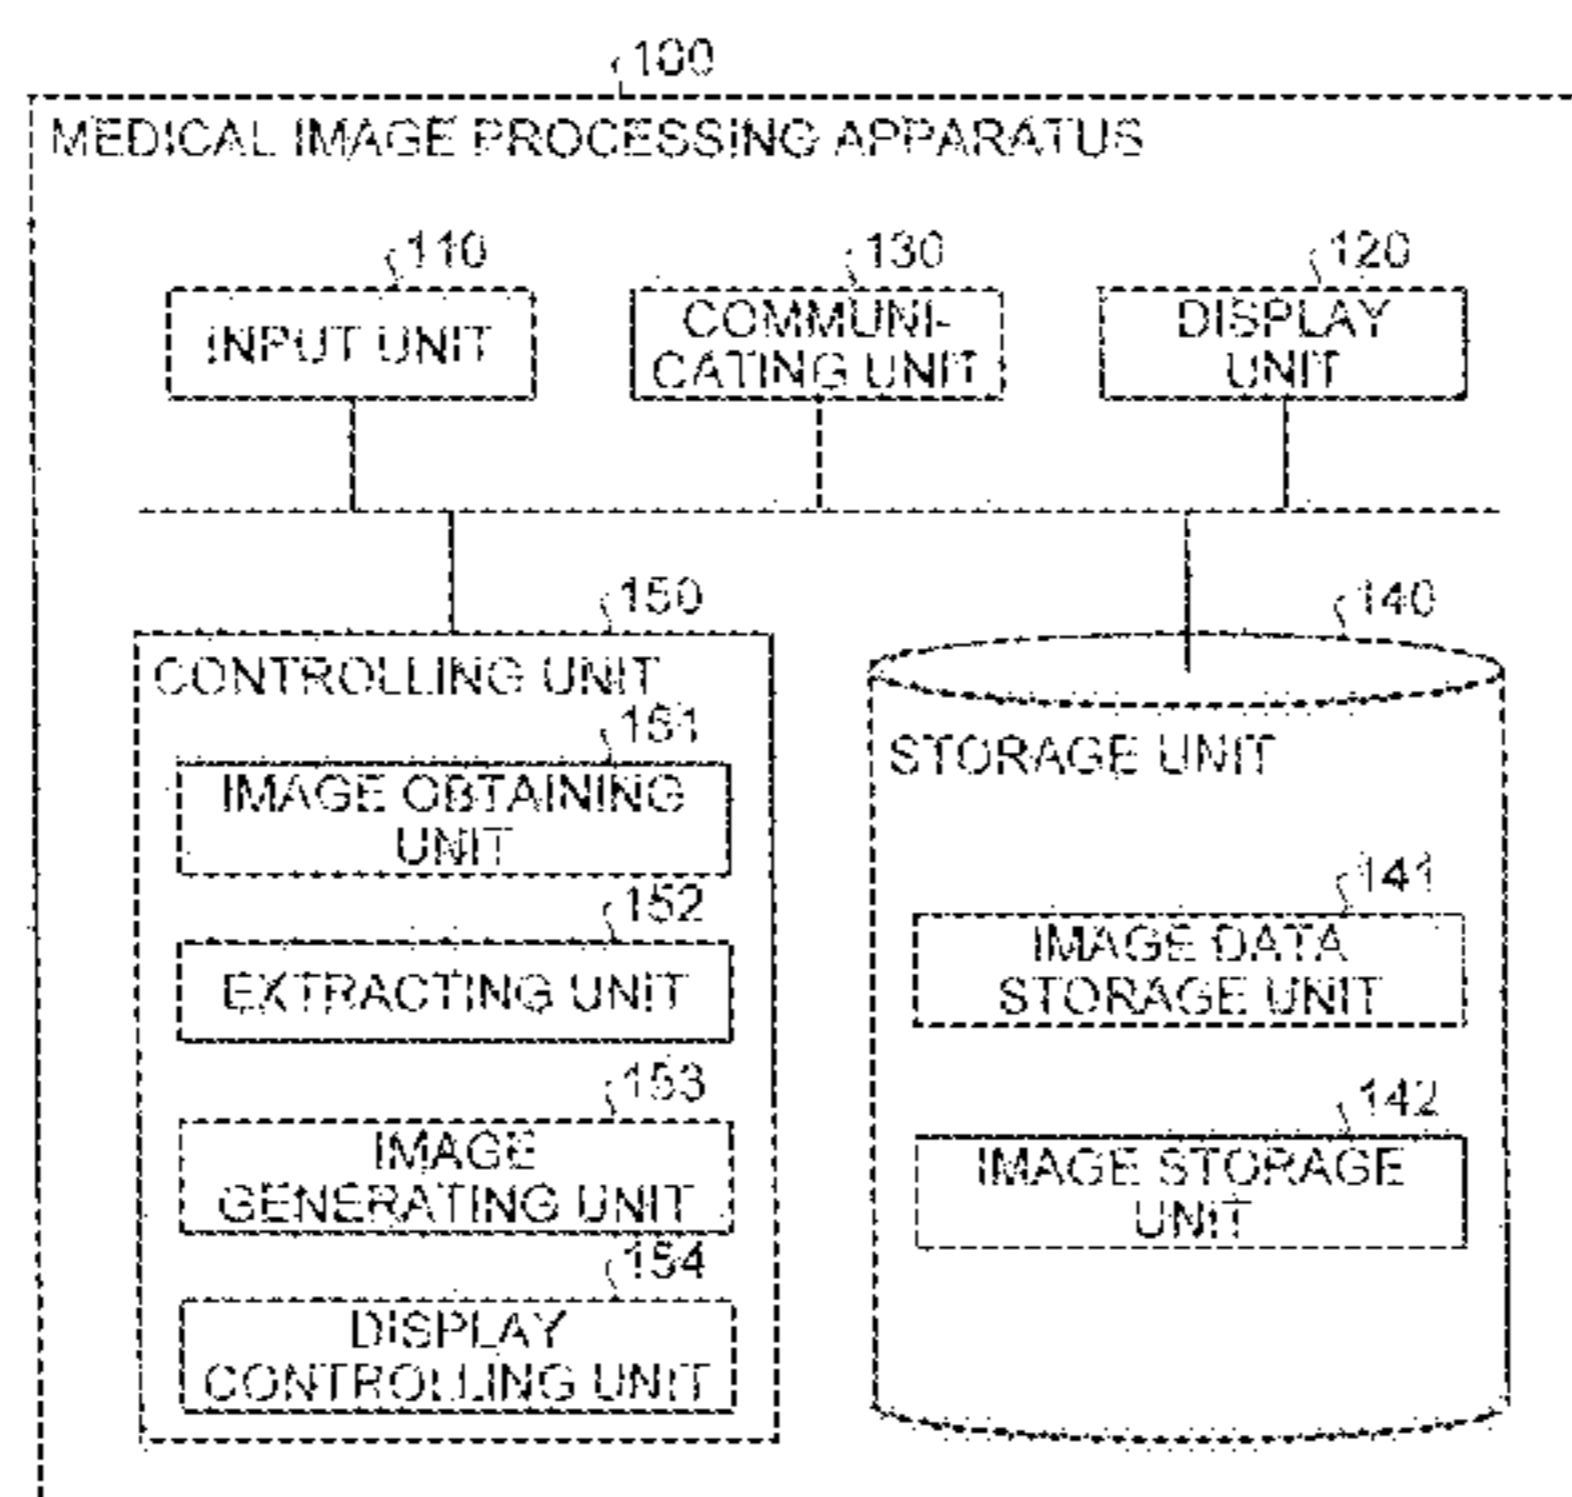 100
MEDICAL IMAGE PROCESSING APPARATUS
110
130
120
INPUT UNIT
COMMUNI-
CATING UNIT
DISPLAY
UNIT
150
140
CONTROLLING UNIT
151
IMAGE OBTAINING
UNIT
152
EXTRACTING UNIT
153
IMAGE
GENERATING UNIT
154
DISPLAY
CONTROLLING UNIT
STORAGE UNIT
141
IMAGE DATA
STORAGE UNIT
142
IMAGE STORAGE
UNIT